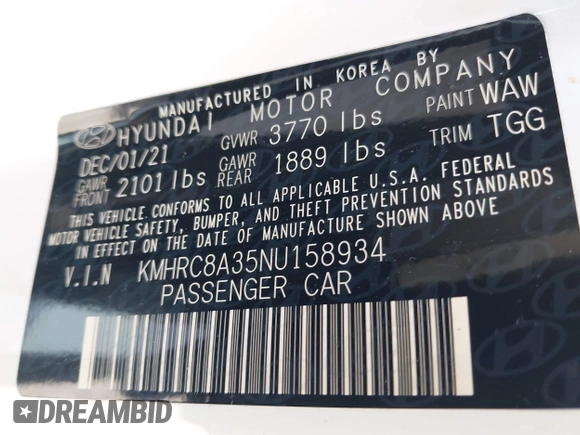 MANUFACTURED IN KOREA BY
HYUNDAI MOTOR COMPANY
DEC/01/21 GVWR 3770 lbs PAINT WAW
GAWR FRONT 2101 lbs GAWR REAR 1889 lbs TRIM TGG
THIS VEHICLE CONFORMS TO ALL APPLICABLE U.S.A. FEDERAL
MOTOR VEHICLE SAFETY, BUMPER, AND THEFT PREVENTION STANDARDS
IN EFFECT ON THE DATE OF MANUFACTURE SHOWN ABOVE.
V.I.N KMHRC8A35NU158934
PASSENGER CAR
DREAMBID